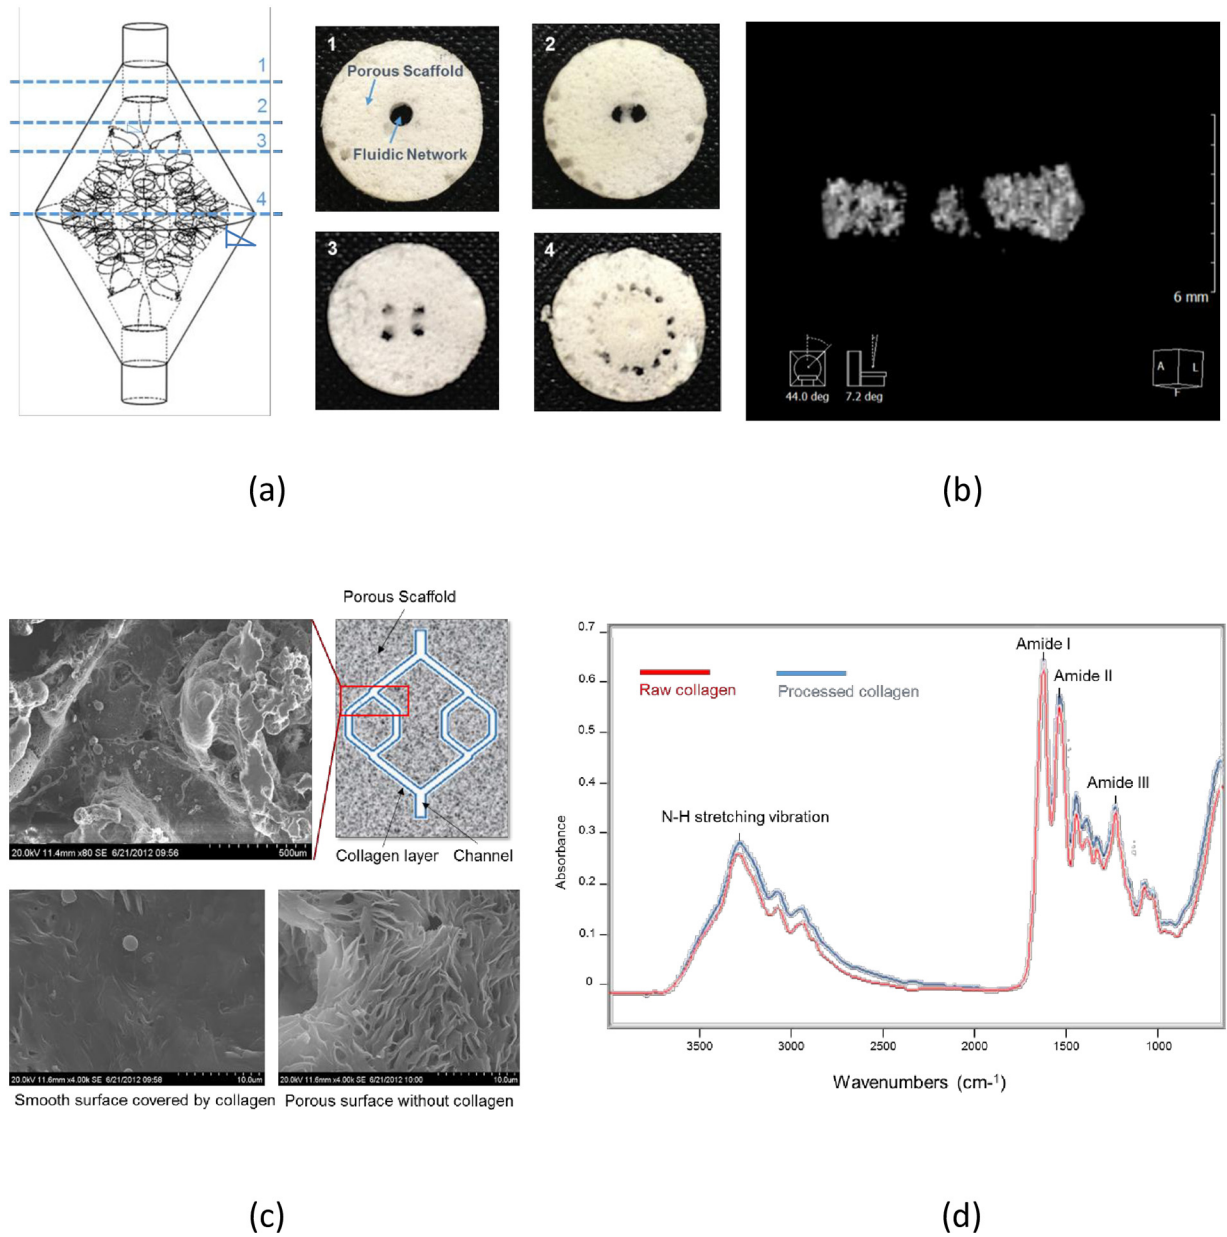 1
2
3
4
1
Porous Scaffold
Fluidic Network
2
3
4
6 mm
44.0 deg
7.2 deg
A
L
F
(a)
(b)
Porous Scaffold
20.0kV 11.4mm x80 SE 6/21/2012 09:56
500um
Collagen layer
Channel
20.0kV 11.6mm x4.00k SE 6/21/2012 09:58
10.0um
20.0kV 11.6mm x4.00k SE 6/21/2012 10:00
10.0um
Smooth surface covered by collagen
Porous surface without collagen
0.7
0.6
0.5
0.4
0.3
0.2
0.1
0
Absorbance
Raw collagen
Processed collagen
Amide I
Amide II
Amide III
N-H stretching vibration
3500
3000
2500
2000
1500
1000
Wavenumbers (cm-1)
(c)
(d)